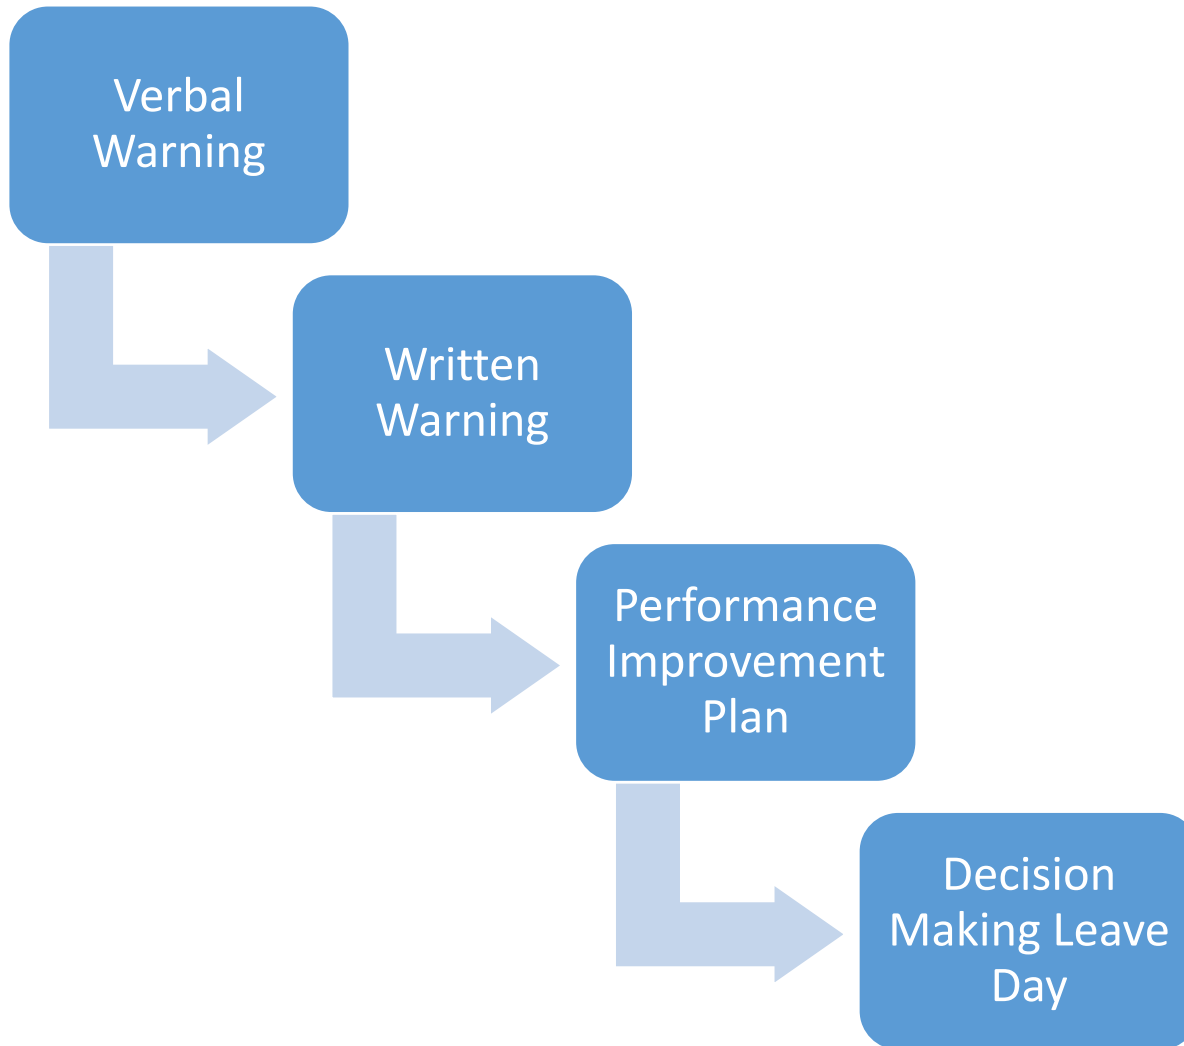 Verbal
Warning
Written
Warning
Performance
Improvement
Plan
Decision
Making Leave
Day